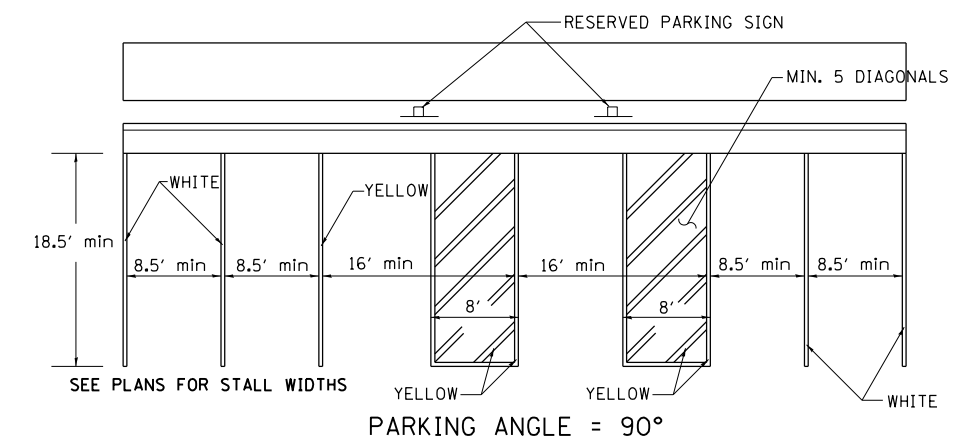 RESERVED PARKING SIGN
MIN. 5 DIAGONALS
WHITE
YELLOW
18.5' min
8.5' min
8.5' min
16' min
16' min
8.5' min
8.5' min
8'
8'
SEE PLANS FOR STALL WIDTHS
YELLOW
YELLOW
WHITE
PARKING ANGLE = 90°